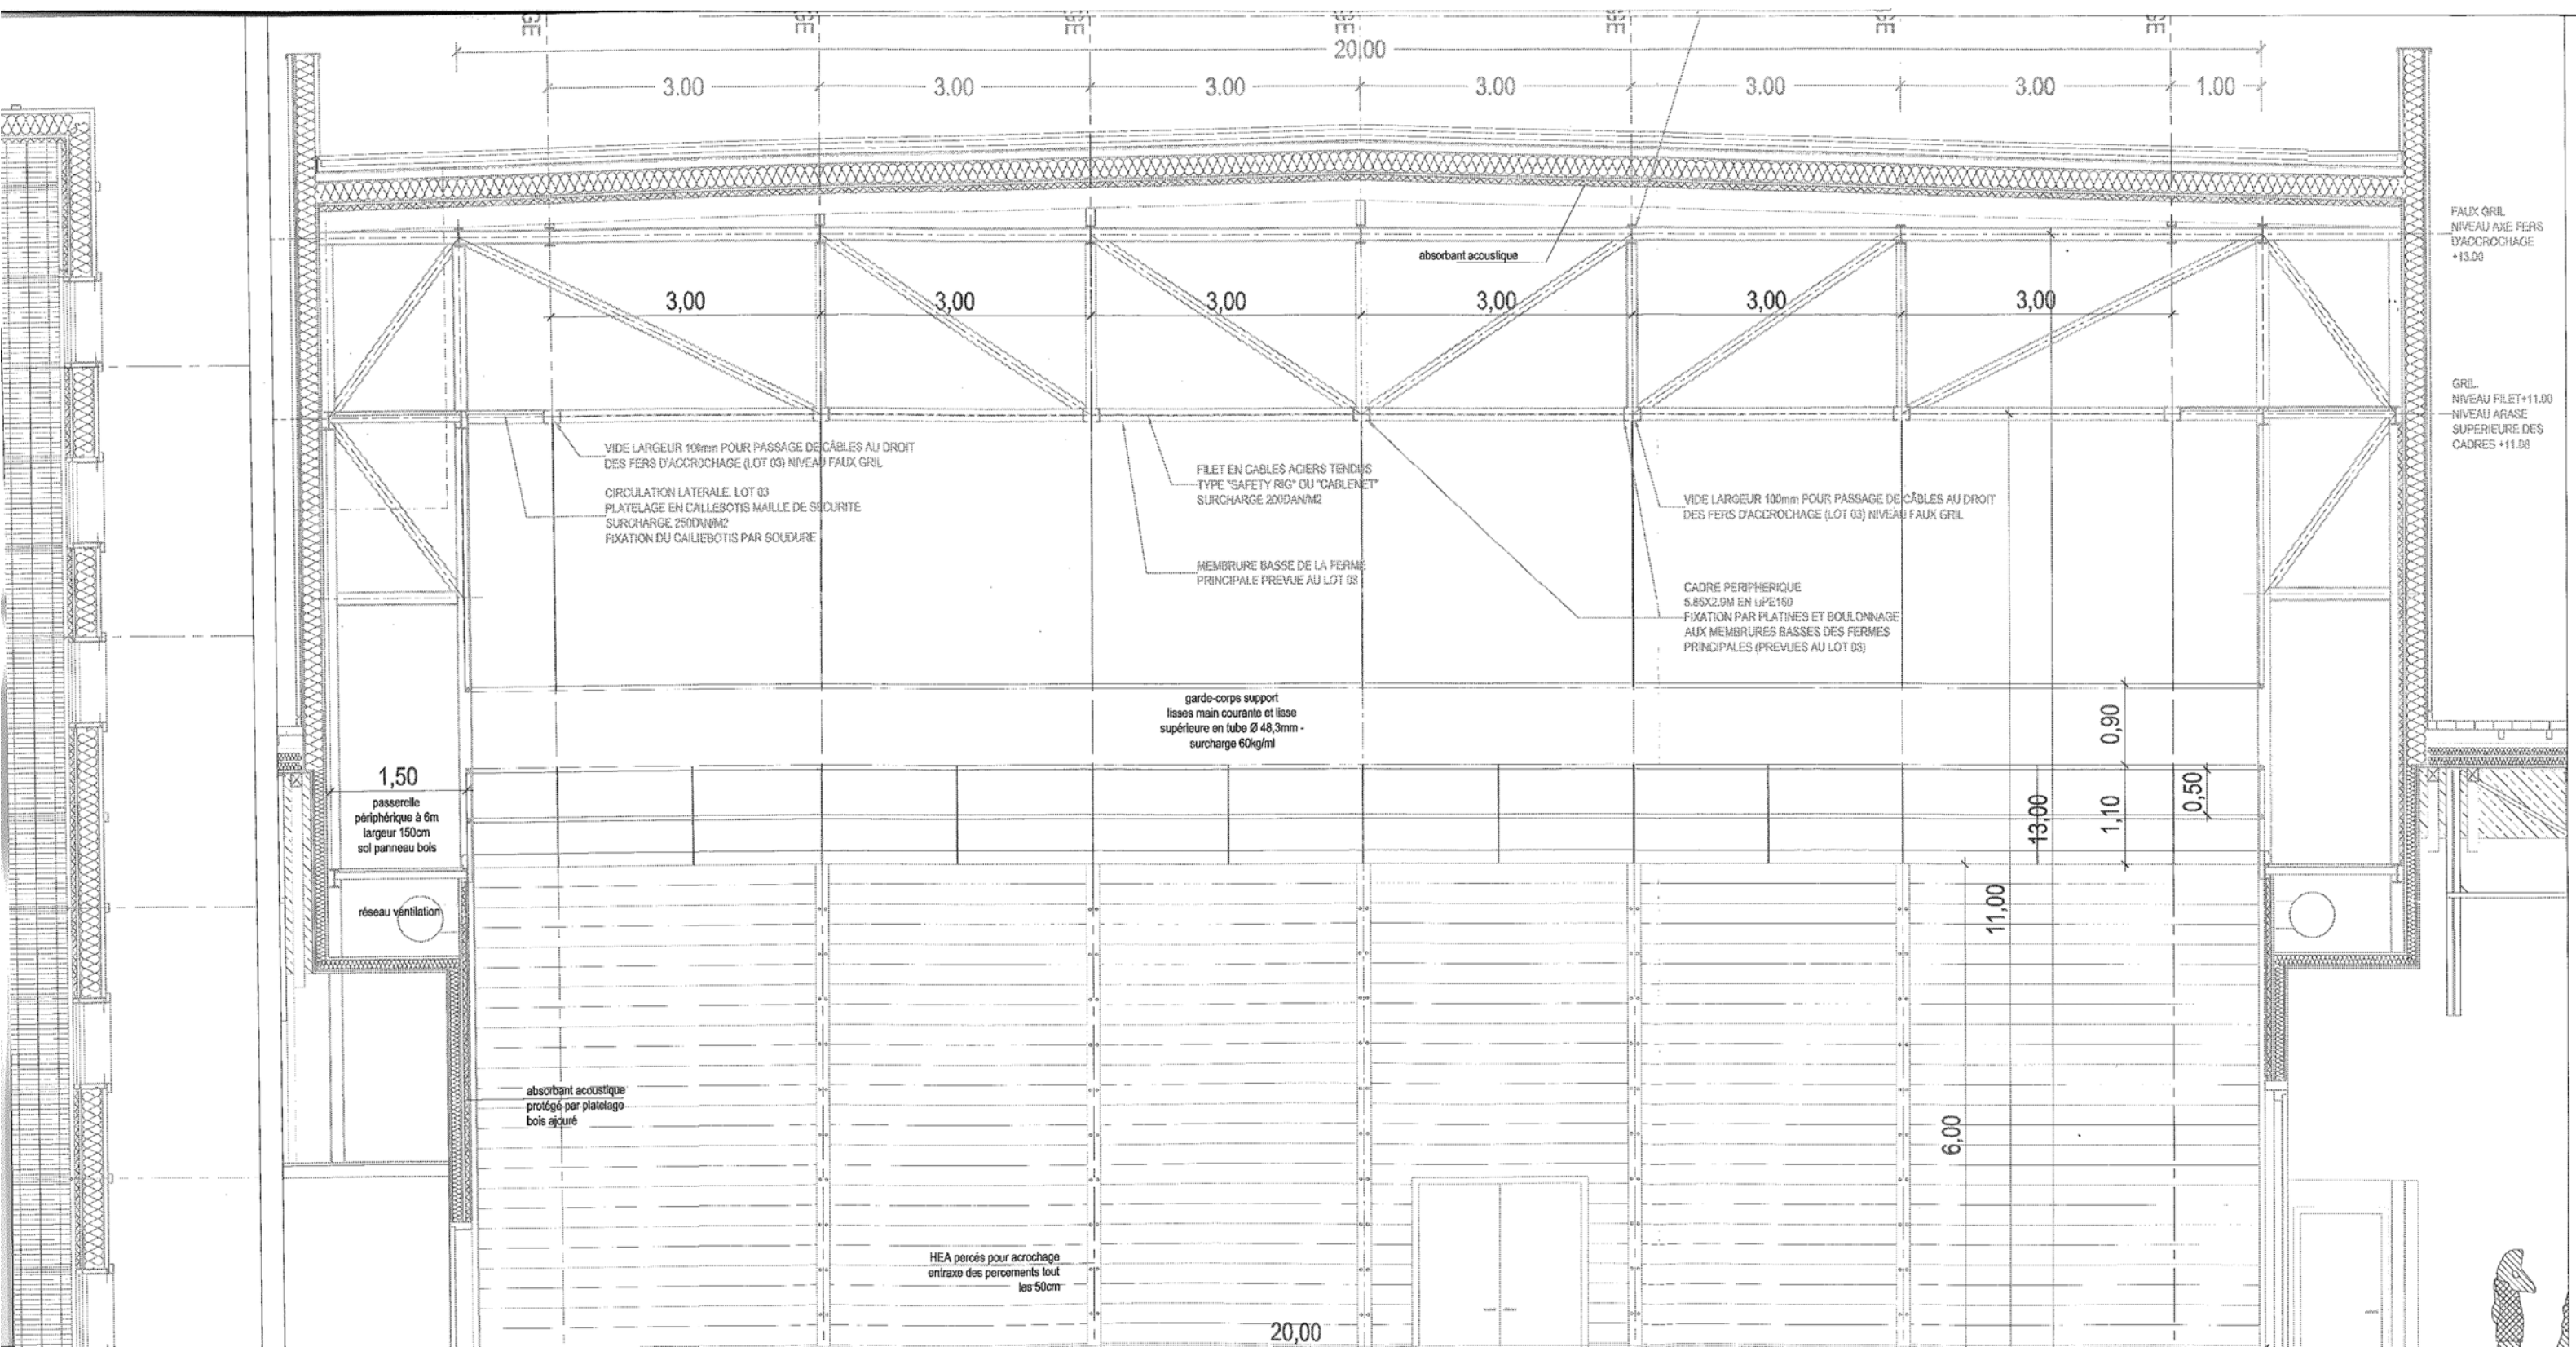 20.00
3.00
3.00
3.00
3.00
3.00
3.00
1.00
FAUX GRIL
NIVEAU AXE FERS
D'ACCROCHAGE
+13.00
absorbant acoustique
3,00
3,00
3,00
3,00
3,00
3,00
GRIL
NIVEAU FILET+11.00
NIVEAU ARASE
SUPERIEURE DES
CADRES +11.08
VIDE LARGEUR 100mm POUR PASSAGE DE CÂBLES AU DROIT
DES FERS D'ACCROCHAGE (LOT 03) NIVEAU FAUX GRIL
CIRCULATION LATERALE. LOT 03
PLATELAGE EN CALLEBOTIS MAILLE DE SECURITE
SURCHARGE 250DAN/M2
FIXATION DU CAILIEBOTIS PAR SOUDURE
FILET EN CABLES ACIERS TENDUS
TYPE "SAFETY RIG" OU "CABLENET"
SURCHARGE 200DAN/M2
MEMBRURE BASSE DE LA FERME
PRINCIPALE PREVUE AU LOT 03
VIDE LARGEUR 100mm POUR PASSAGE DE CÂBLES AU DROIT
DES FERS D'ACCROCHAGE (LOT 03) NIVEAU FAUX GRIL
CADRE PERIPHERIQUE
5.85X2.9M EN UPE160
FIXATION PAR PLATINES ET BOULONNAGE
AUX MEMBRURES BASSES DES FERMES
PRINCIPALES (PREVUES AU LOT 03)
garde-corps support
lisses main courante et lisse
supérieure en tube Ø 48,3mm -
surcharge 60kg/ml
0,90
1,50
passerelle
périphérique à 6m
largeur 150cm
sol panneau bois
13,00
1,10
0,50
réseau ventilation
11,00
absorbant acoustique
protégé par platelage
bois ajouré
6,00
HEA percés pour acrochage
entraxe des percements tout
les 50cm
20,00